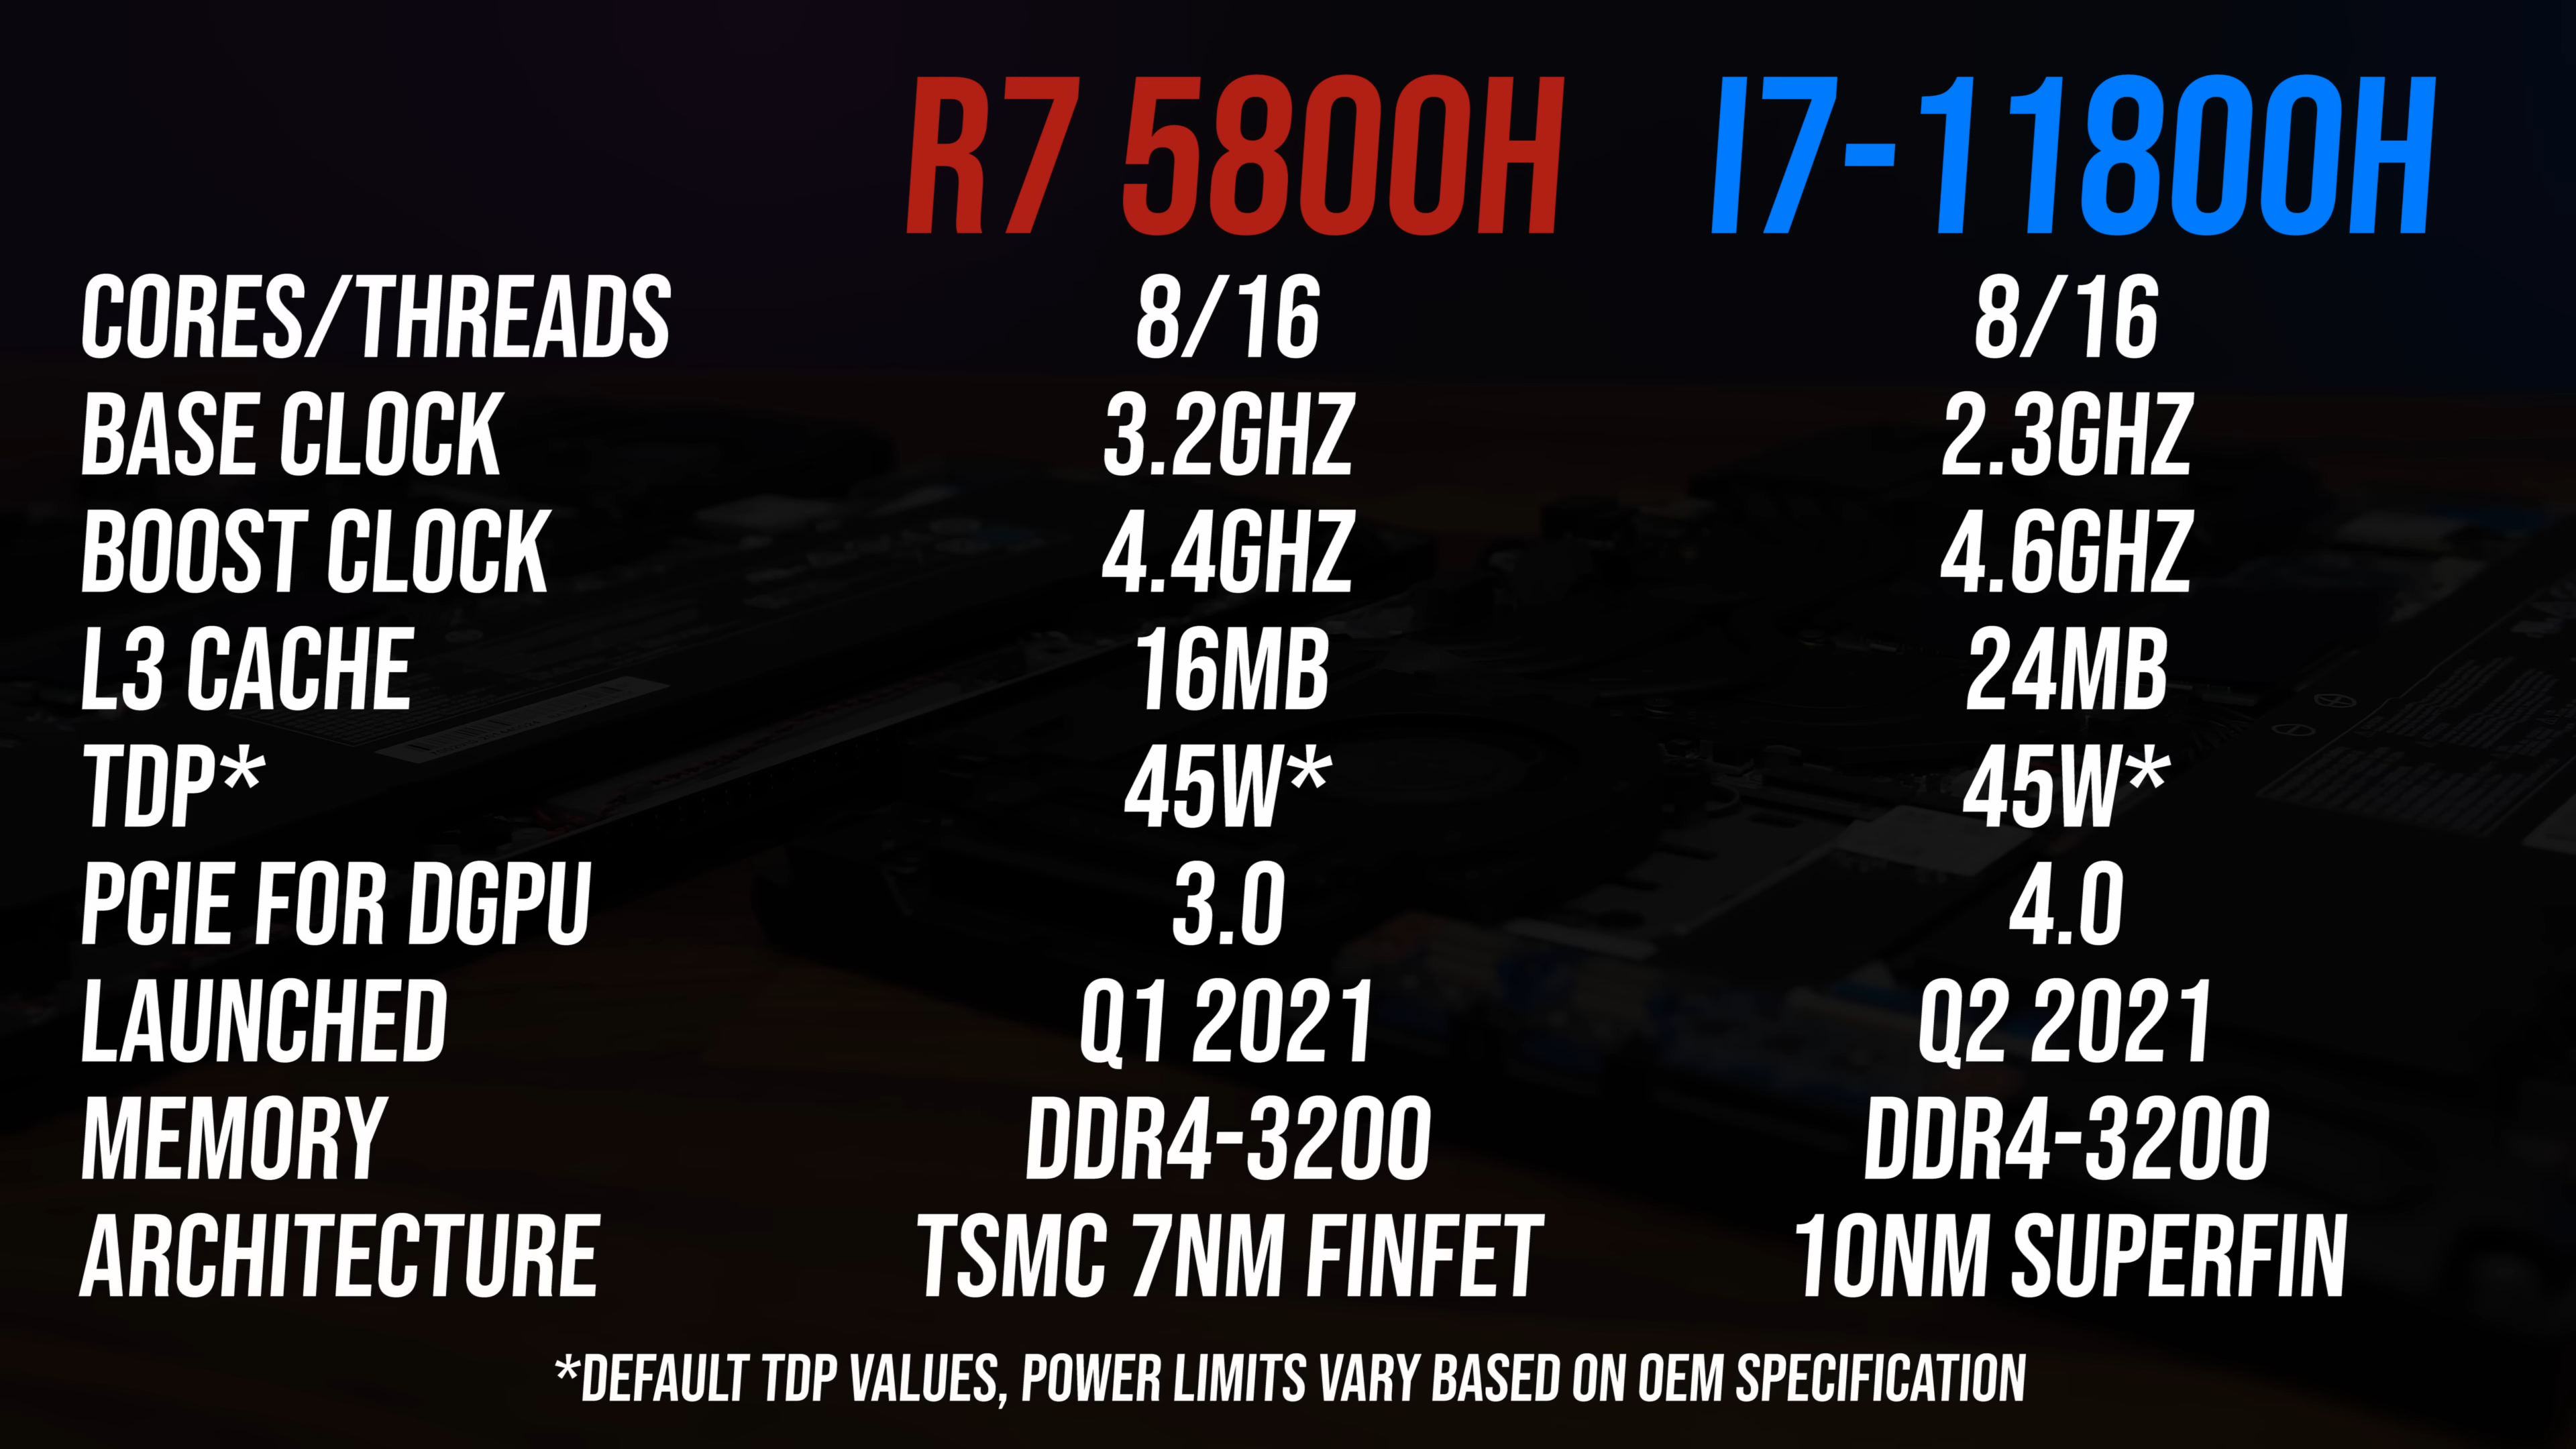 R7 5800H I7-11800H
CORES/THREADS 8/16 8/16
BASE CLOCK 3.2GHZ 2.3GHZ
BOOST CLOCK 4.4GHZ 4.6GHZ
L3 CACHE 16MB 24MB
TDP* 45W* 45W*
PCIE FOR DGPU 3.0 4.0
LAUNCHED Q1 2021 Q2 2021
MEMORY DDR4-3200 DDR4-3200
ARCHITECTURE TSMC 7NM FINFET 10NM SUPERFIN
*DEFAULT TDP VALUES, POWER LIMITS VARY BASED ON OEM SPECIFICATION